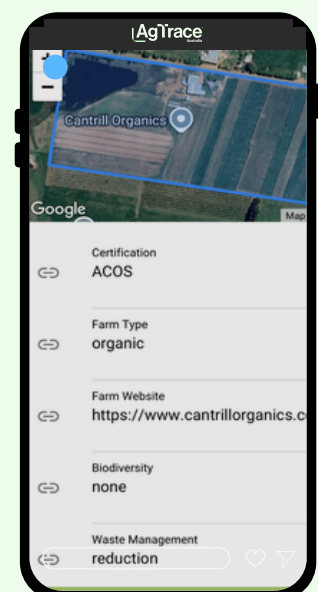 AgTrace
Australia
Cantrill Organics
Google
Map
Certification
ACOS
Farm Type
organic
Farm Website
https://www.cantrillorganics.c
Biodiversity
none
Waste Management
reduction